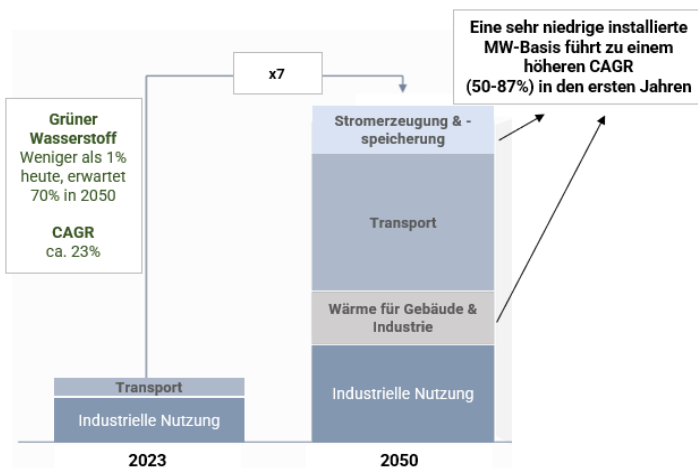 Eine sehr niedrige installierte
MW-Basis führt zu einem
höheren CAGR
(50-87%) in den ersten Jahren
x7
Grüner
Wasserstoff
Weniger als 1%
heute, erwartet
70% in 2050
CAGR
ca. 23%
Stromerzeugung & -
speicherung
Transport
Wärme für Gebäude &
Industrie
Industrielle Nutzung
Transport
Industrielle Nutzung
2023
2050